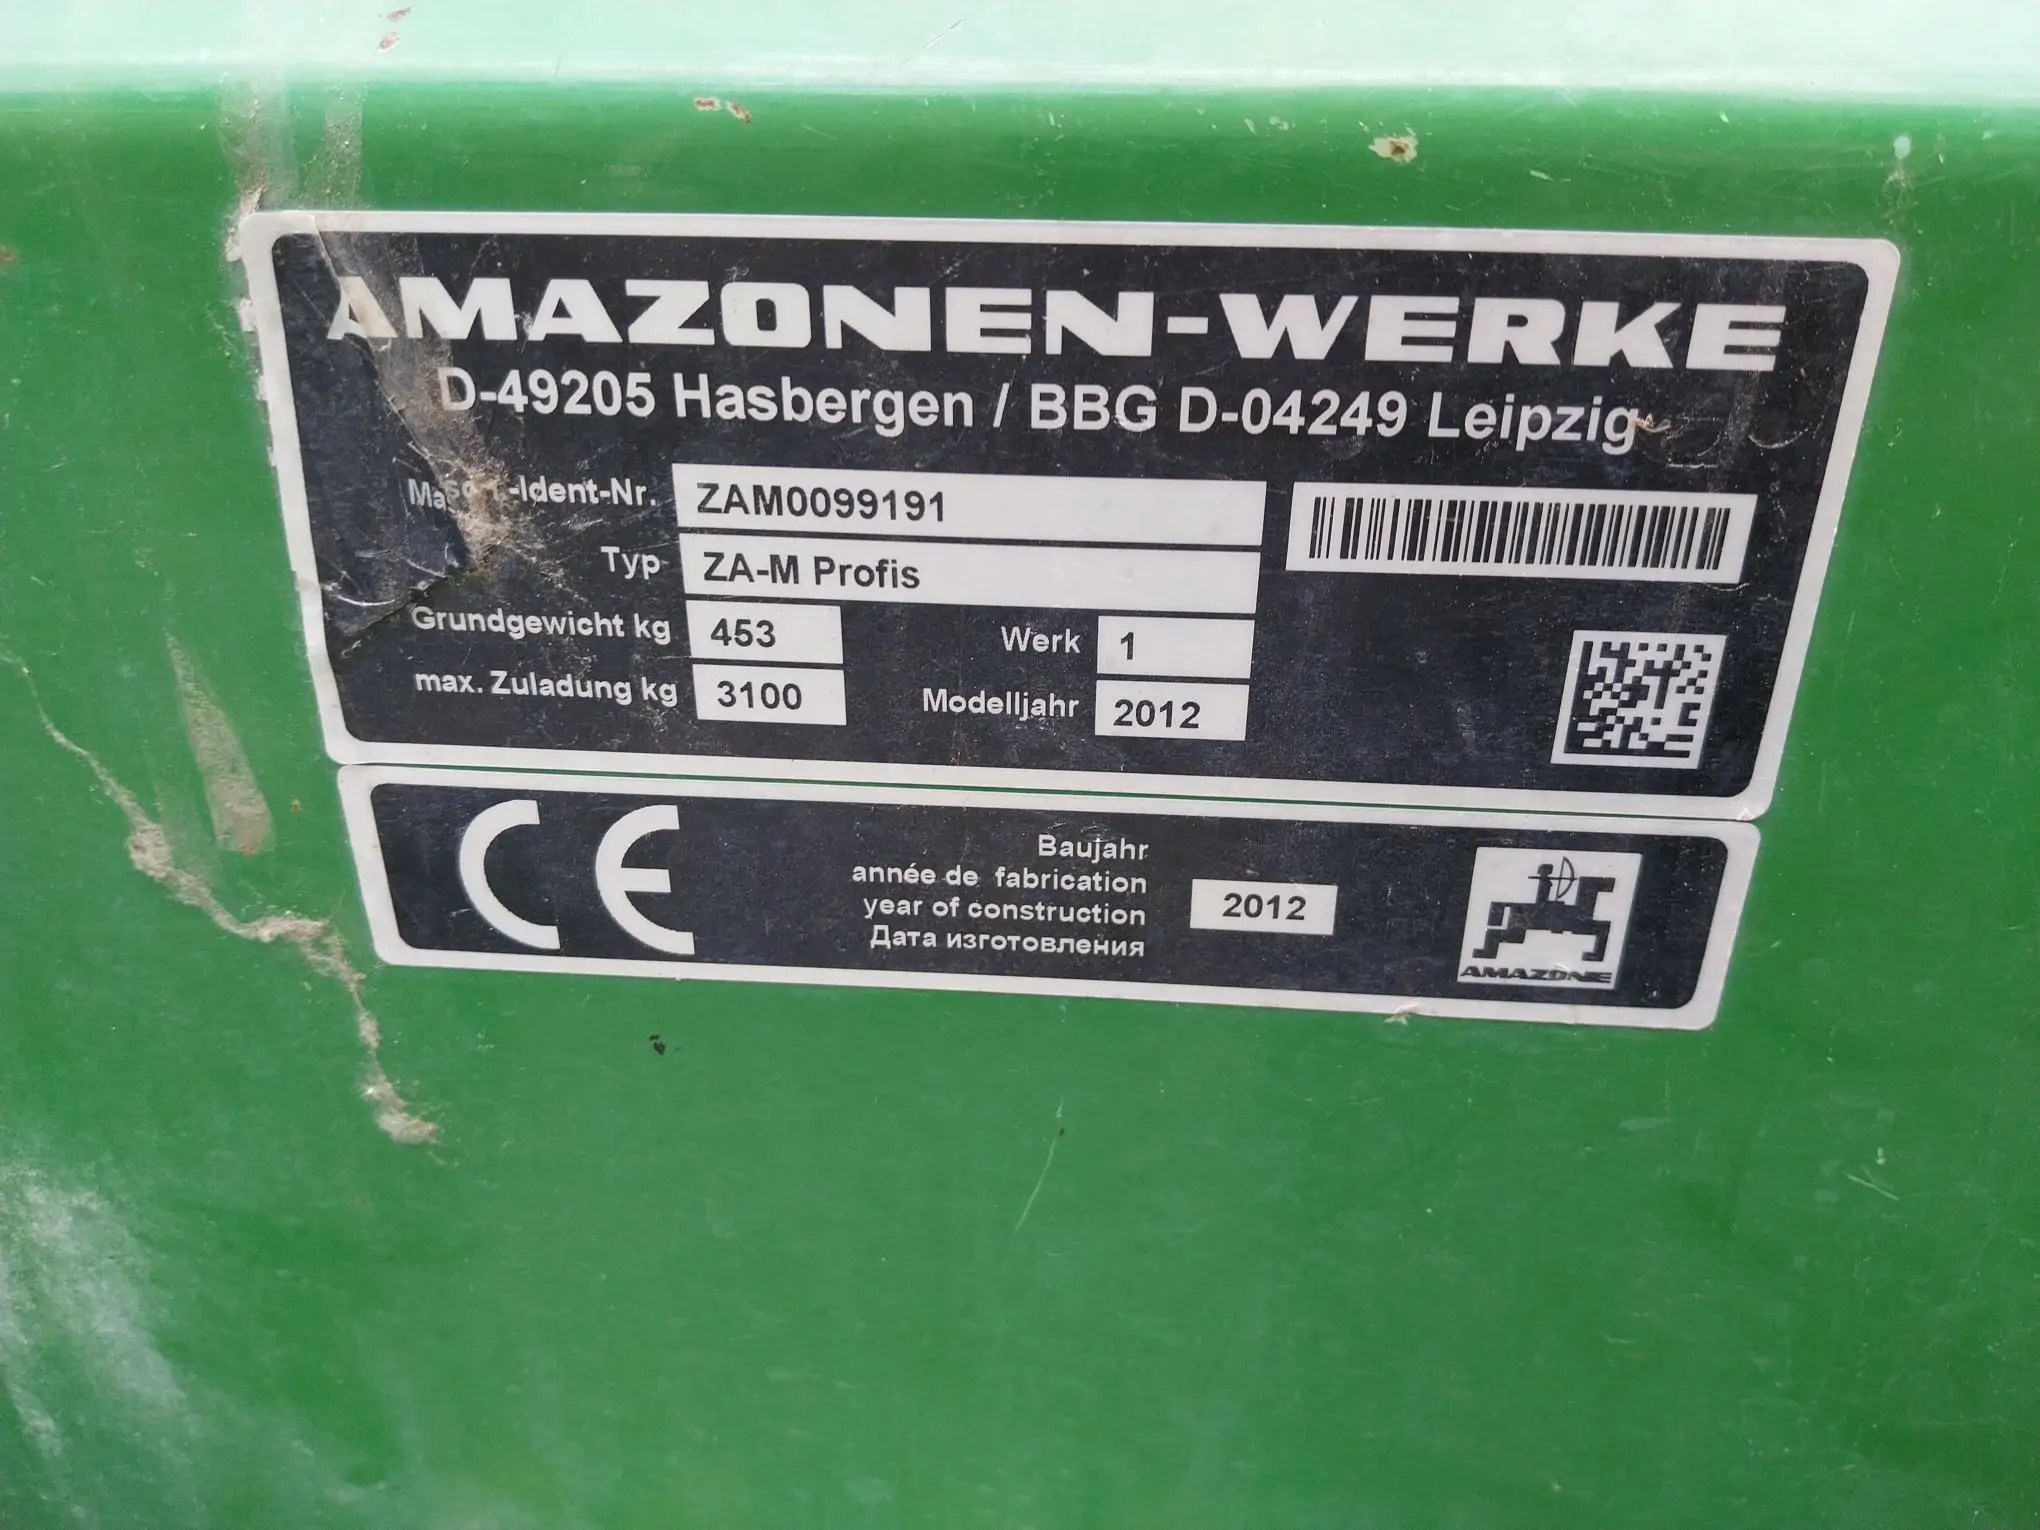 AMAZONEN-WERKE
D-49205 Hasbergen / BBG D-04249 Leipzig
-Ident-Nr. ZAM0099191
Typ ZA-M Profis
Grundgewicht kg 453 Werk 1
max. Zuladung kg 3100 Modelljahr 2012
CE
Baujahr
année de fabrication
year of construction 2012
Дата изготовления
AMAZONE